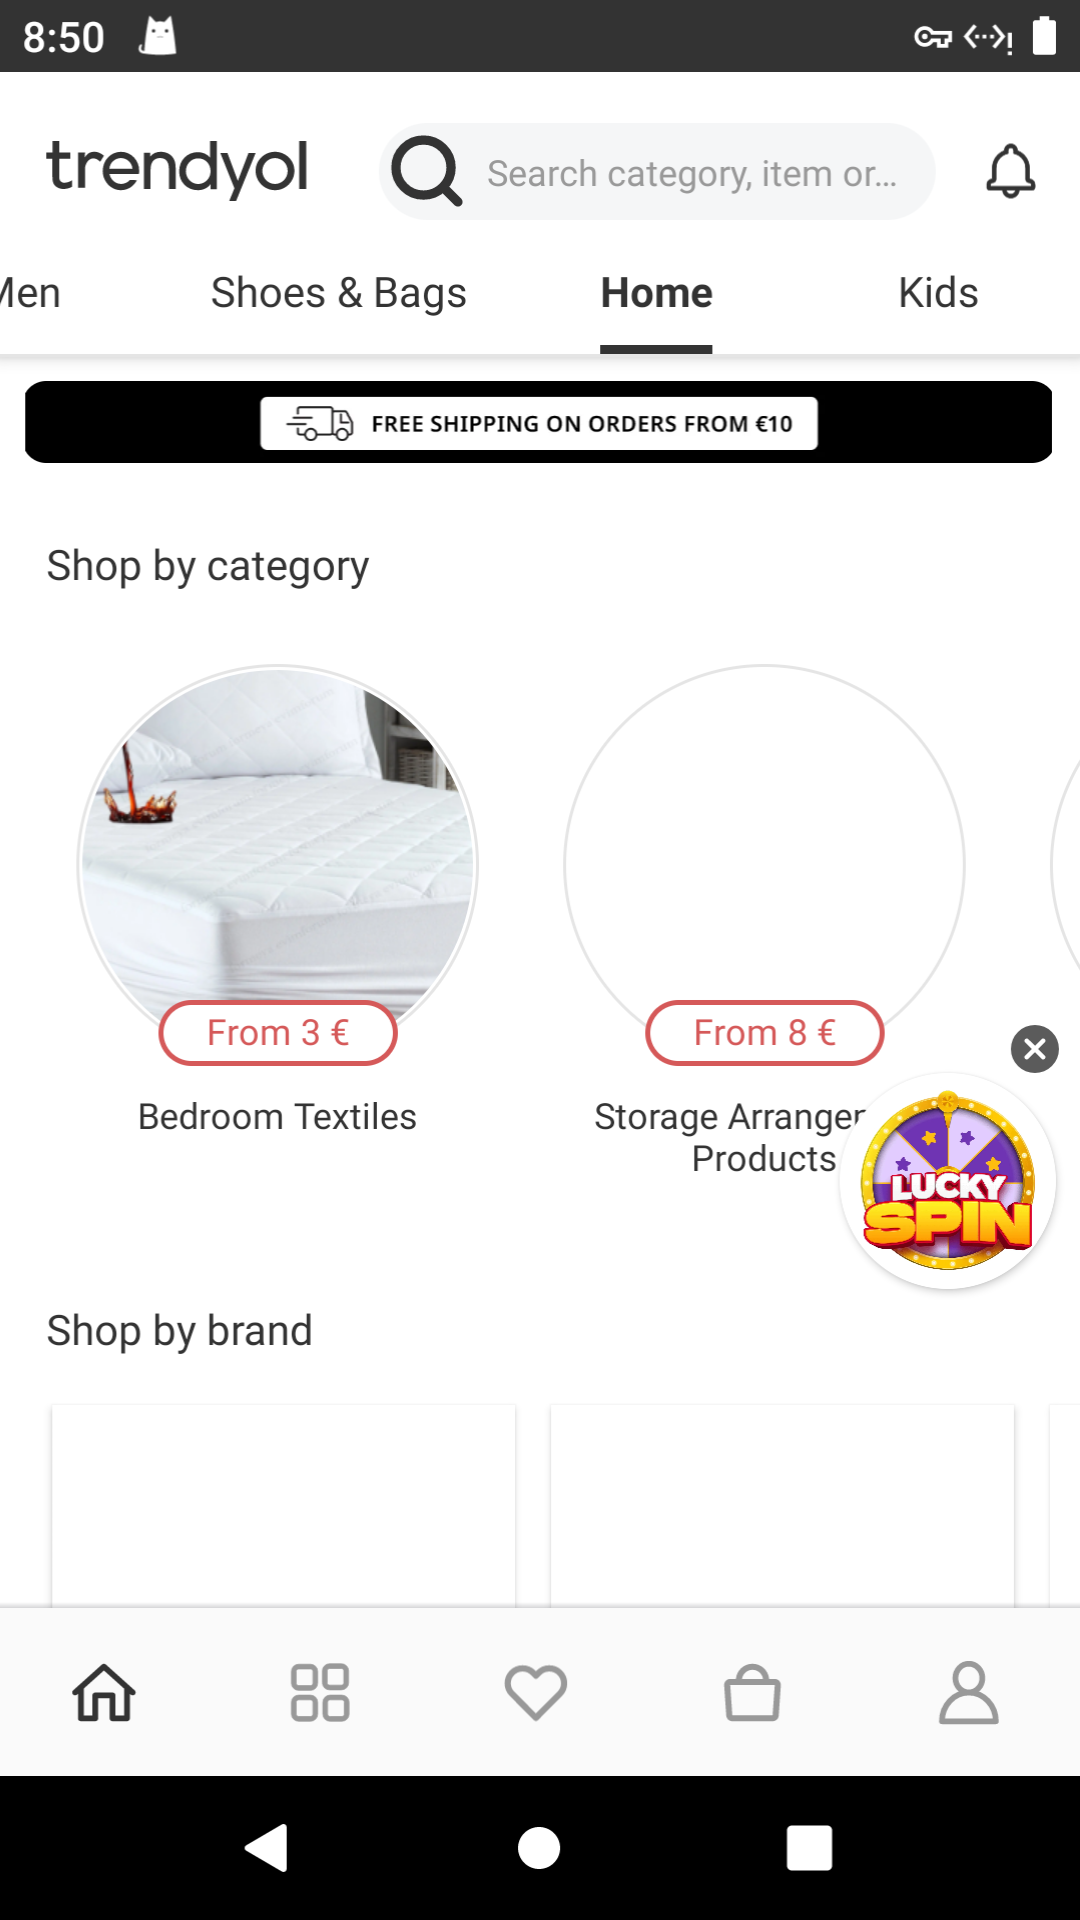 8:50
trendyol
Search category, item or...
Men
Shoes & Bags
Home
Kids
FREE SHIPPING ON ORDERS FROM €10
Shop by category
From 3 €
From 8 €
Bedroom Textiles
Storage Arranger
Products
LUCKY
SPIN
Shop by brand